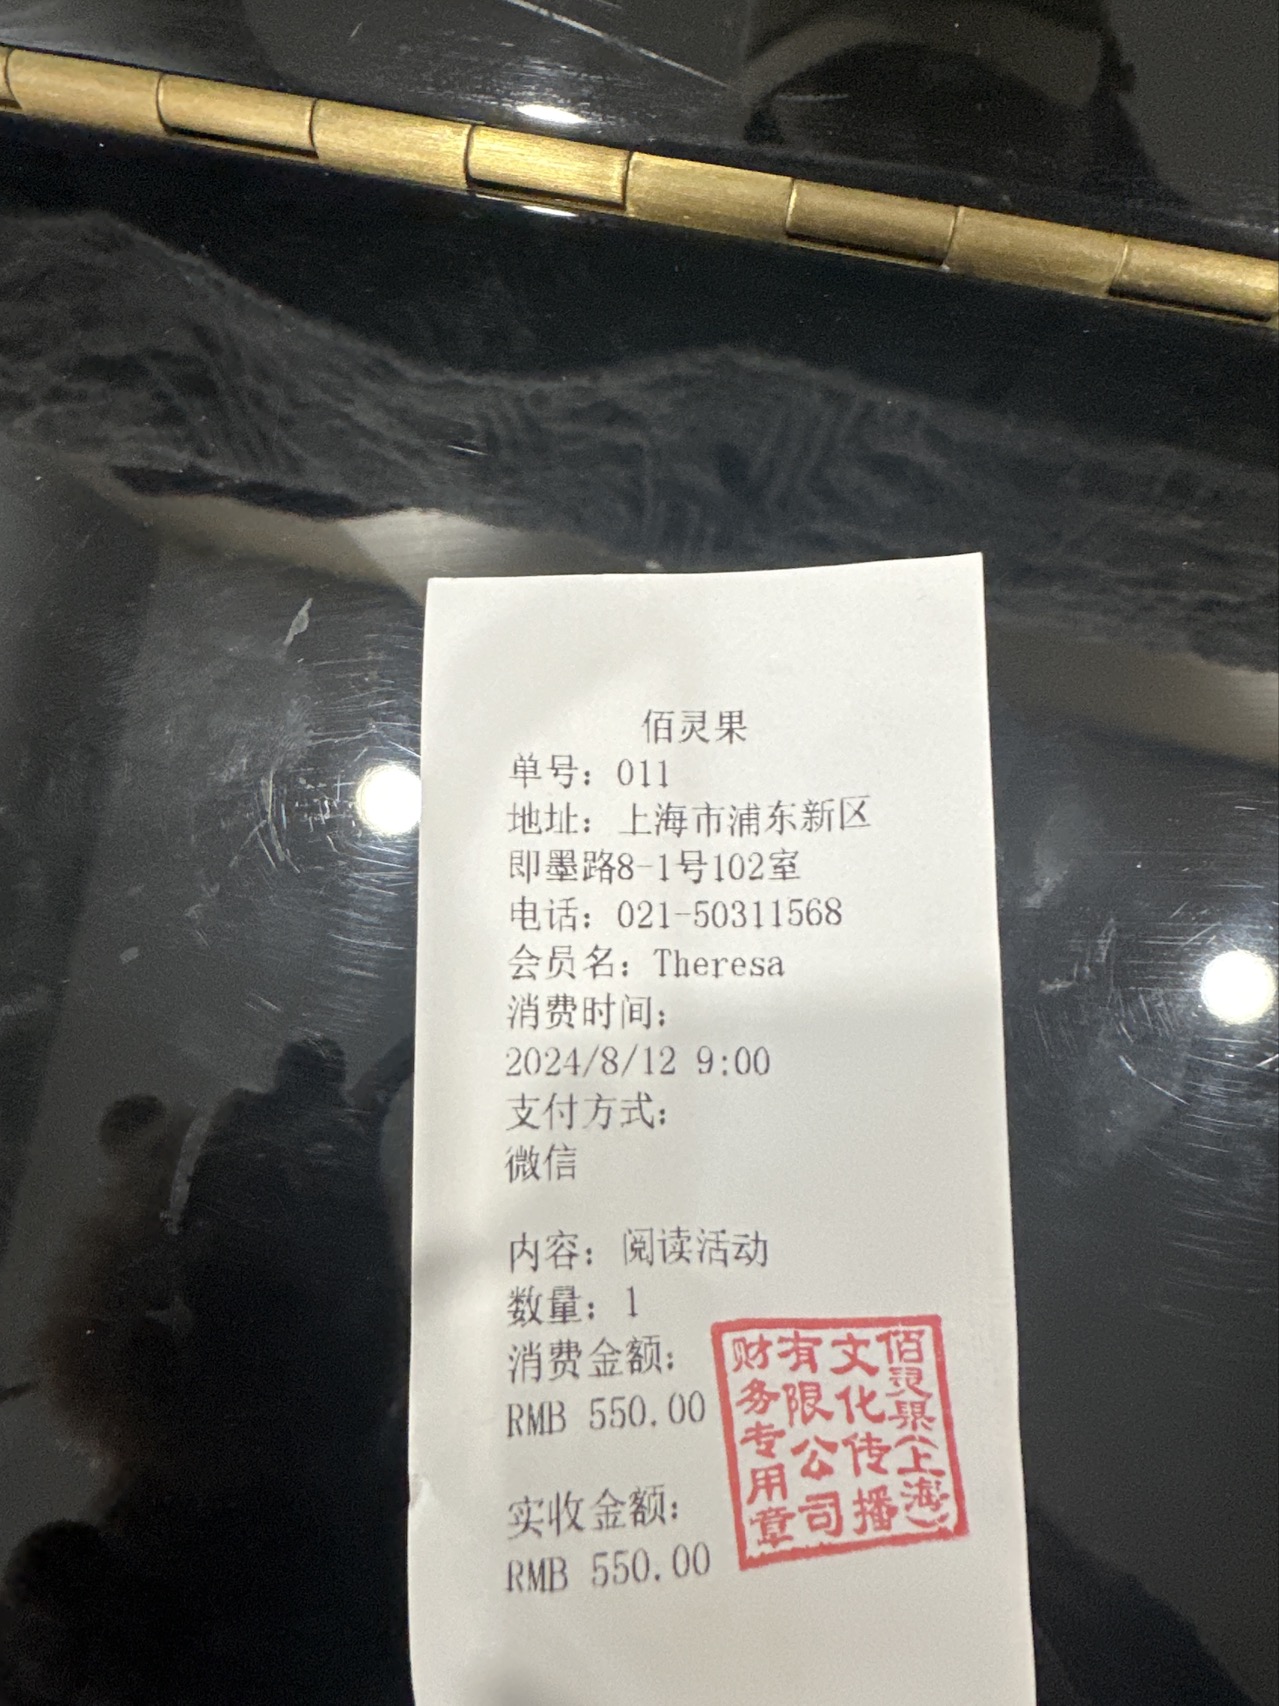 佰灵果
单号：011
地址：上海市浦东新区
即墨路8-1号102室
电话：021-50311568
会员名：Theresa
消费时间：
2024/8/12 9:00
支付方式：
微信
内容：阅读活动
数量：1
消费金额：
RMB 550.00
实收金额：
RMB 550.00
佰灵果(上海)
文化传播
有限公司
财务专用章